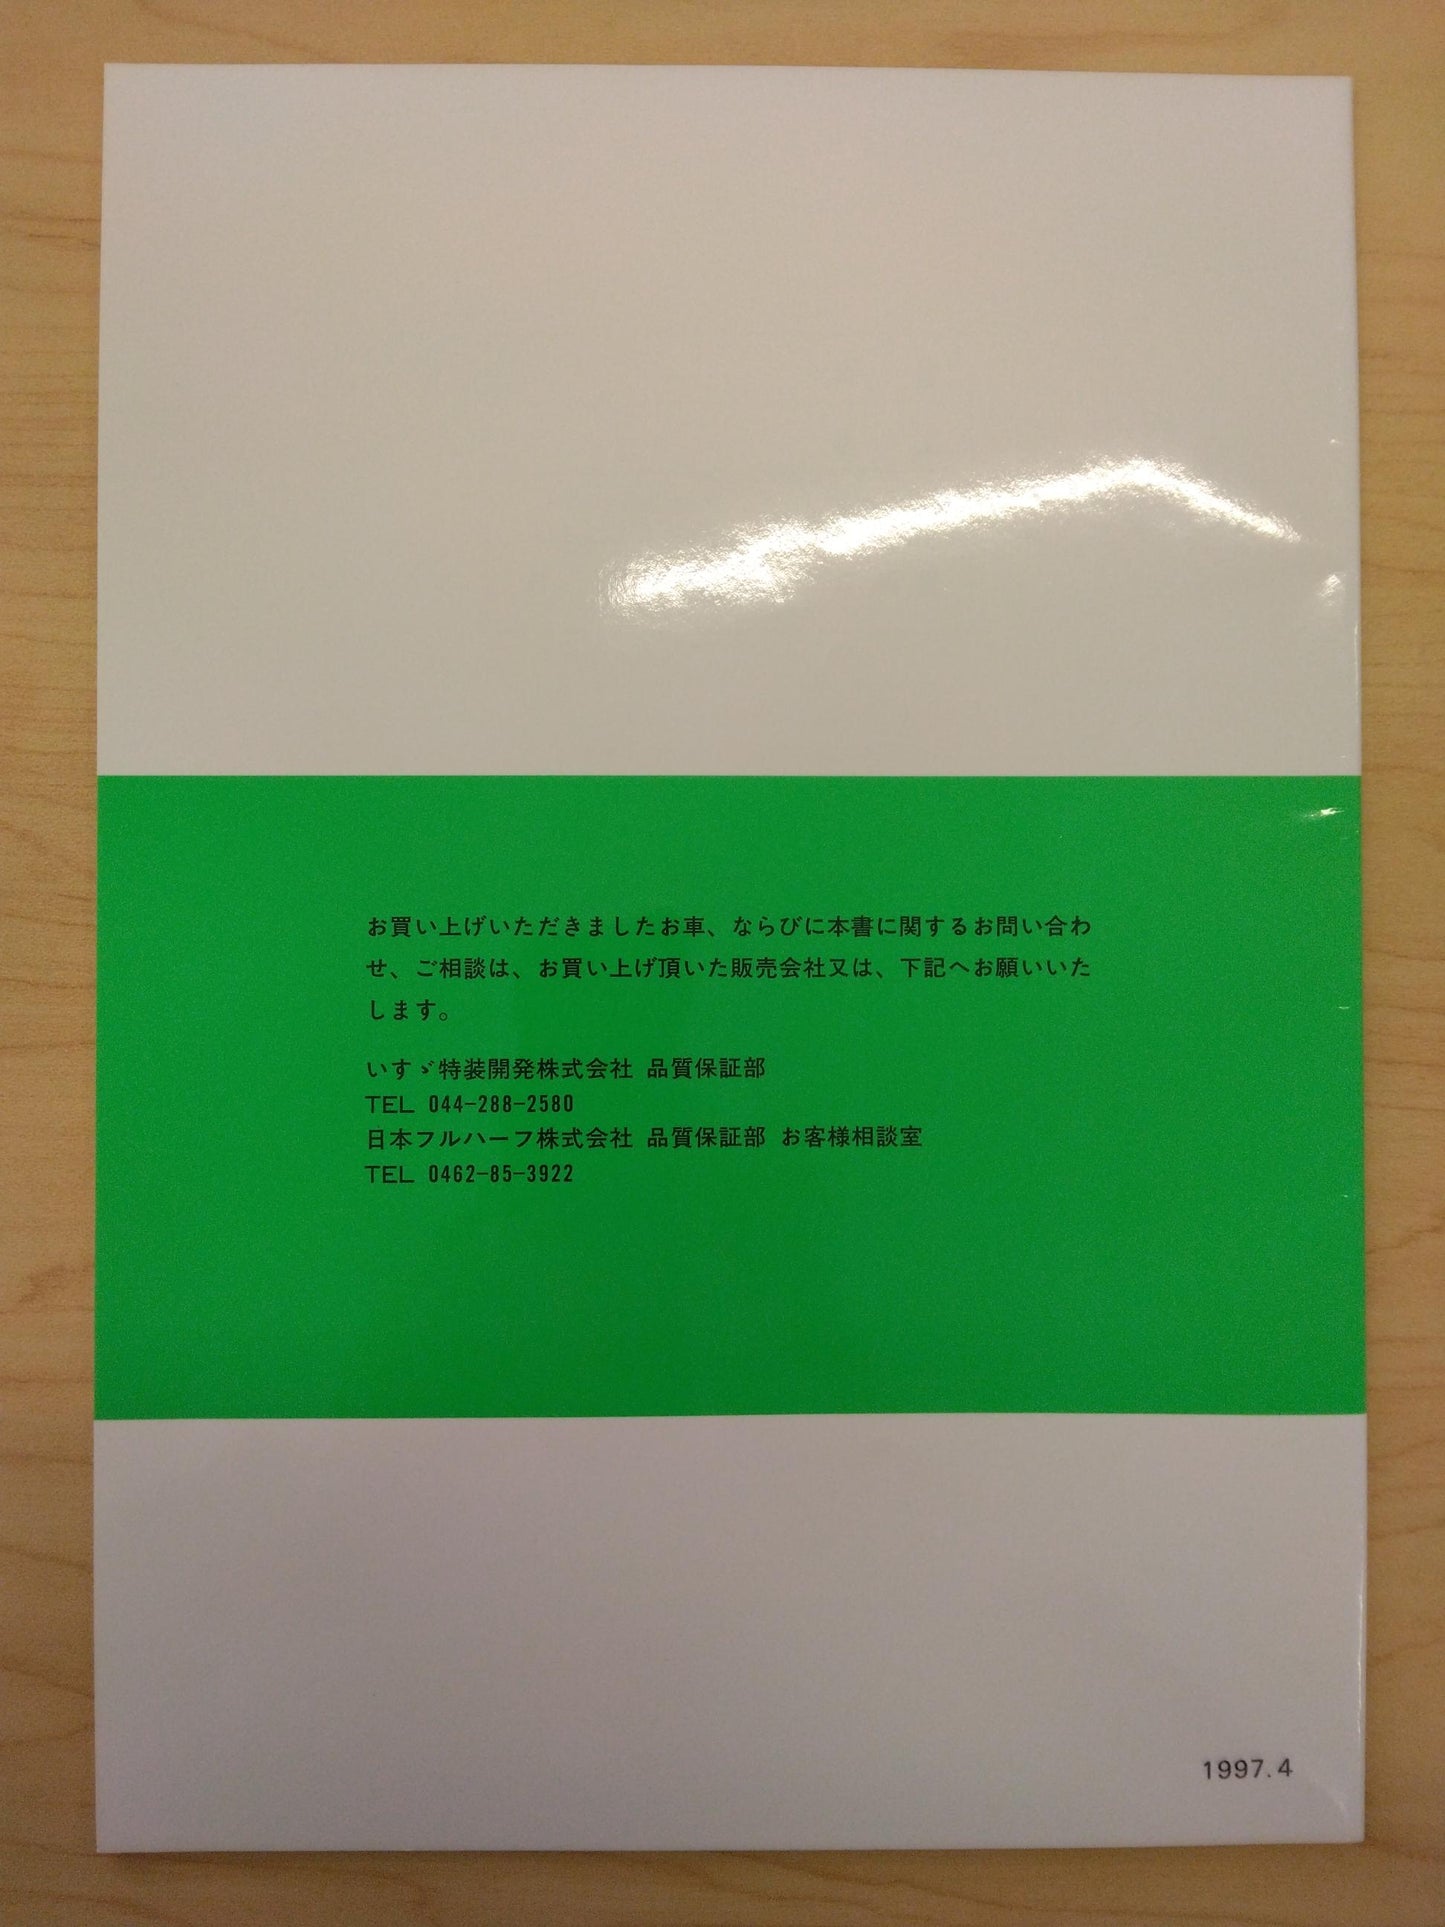 お買い上げいただきましたお車、ならびに本書に関するお問い合わ
せ、ご相談は、お買い上げ頂いた販売会社又は、下記へお願いいた
します。
いすゞ特装開発株式会社 品質保証部
TEL 044-288-2580
日本フルハーフ株式会社 品質保証部 お客様相談室
TEL 0462-85-3922
1997.4